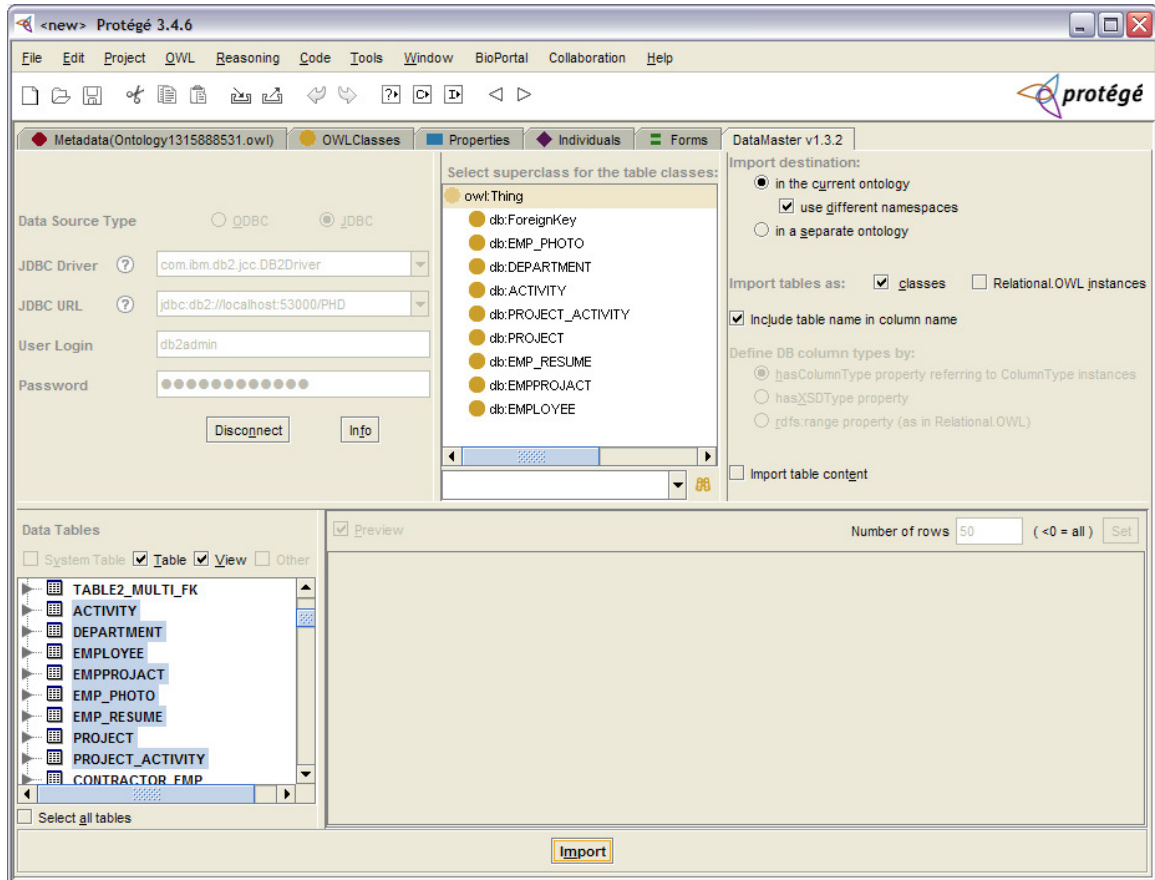 <new> Protégé 3.4.6
File Edit Project OWL Reasoning Code Tools Window BioPortal Collaboration Help
protégé
Metadata(Ontology1315888531.owl) OWLClasses Properties Individuals Forms DataMaster v1.3.2
Data Source Type ODBC JDBC
JDBC Driver ? com.ibm.db2.jcc.DB2Driver
JDBC URL ? jdbc:db2://localhost:53000/PHD
User Login db2admin
Password
Disconnect Info
Select superclass for the table classes:
owl:Thing
db:ForeignKey
db:EMP_PHOTO
db:DEPARTMENT
db:ACTIVITY
db:PROJECT_ACTIVITY
db:PROJECT
db:EMP_RESUME
db:EMPPROJACT
db:EMPLOYEE
Import destination:
in the current ontology
use different namespaces
in a separate ontology
Import tables as: classes Relational.OWL instances
Include table name in column name
Define DB column types by:
hasColumnType property referring to ColumnType instances
hasXSDType property
rdfs:range property (as in Relational.OWL)
Import table content
Data Tables
System Table Table View Other
TABLE2_MULTI_FK
ACTIVITY
DEPARTMENT
EMPLOYEE
EMPPROJACT
EMP_PHOTO
EMP_RESUME
PROJECT
PROJECT_ACTIVITY
CONTRACTOR_EMP
Select all tables
Preview Number of rows 50 ( <0 = all ) Set
Import